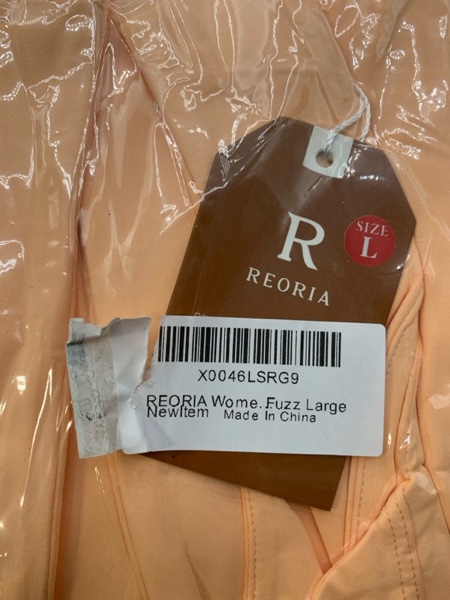 R
SIZE
L
REORIA
X0046LSRG9
REORIA Wome.Fuzz Large
NewItem Made In China